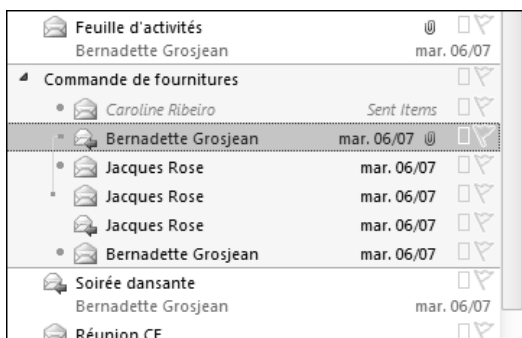 Feuille d'activités
Bernadette Grosjean mar. 06/07
Commande de fournitures
Caroline Ribeiro Sent Items
Bernadette Grosjean mar. 06/07
Jacques Rose mar. 06/07
Jacques Rose mar. 06/07
Jacques Rose mar. 06/07
Bernadette Grosjean mar. 06/07
Soirée dansante
Bernadette Grosjean mar. 06/07
Réunion CE